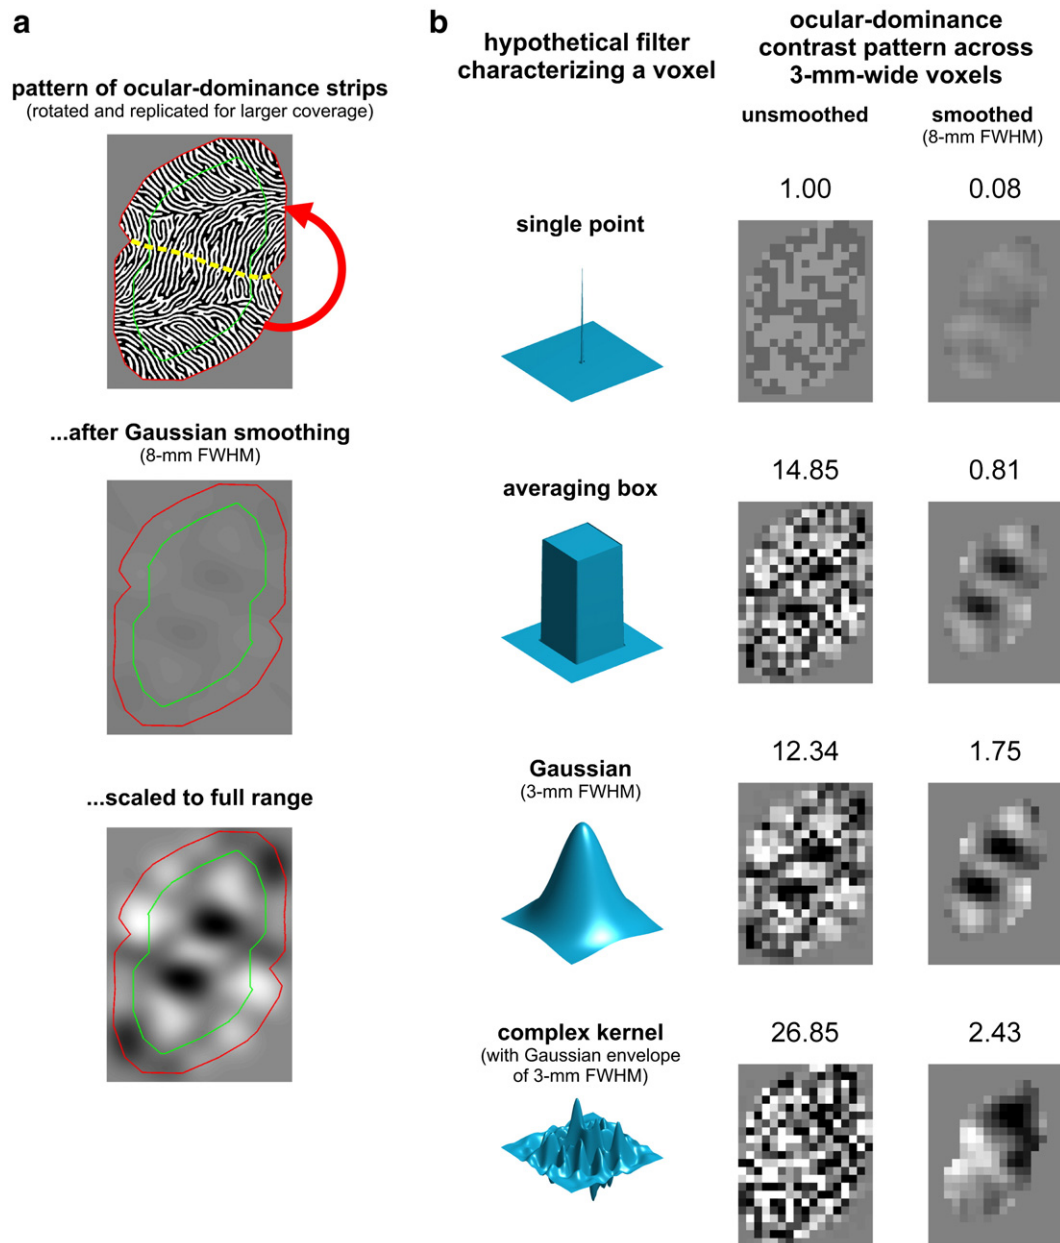 a
pattern of ocular-dominance strips
(rotated and replicated for larger coverage)
...after Gaussian smoothing
(8-mm FWHM)
...scaled to full range
b
hypothetical filter
characterizing a voxel
ocular-dominance
contrast pattern across
3-mm-wide voxels
unsmoothed
smoothed
(8-mm FWHM)
single point
1.00
0.08
averaging box
14.85
0.81
Gaussian
(3-mm FWHM)
12.34
1.75
complex kernel
(with Gaussian envelope
of 3-mm FWHM)
26.85
2.43